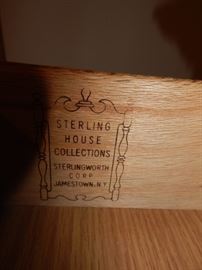 STERLING
HOUSE
COLLECTIONS
STERLINGWORTH
CORP
JAMESTOWN, N.Y.